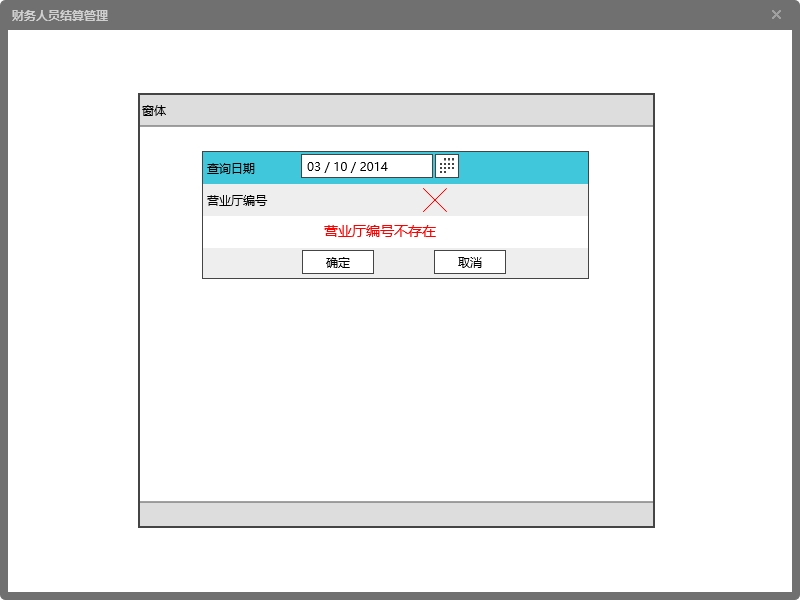 财务人员结算管理
窗体
查询日期 03 / 10 / 2014
营业厅编号
营业厅编号不存在
确定 取消